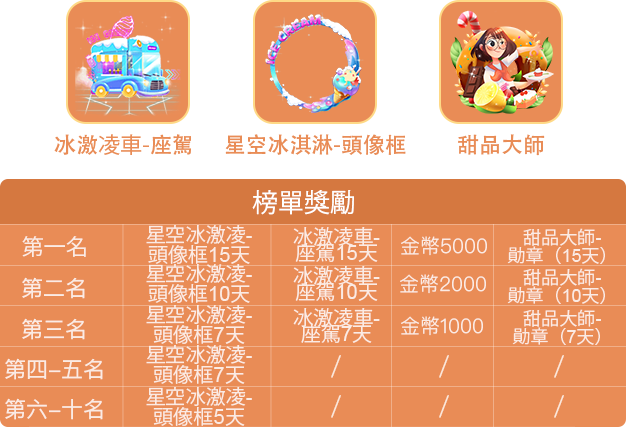 冰激凌車-座駕
星空冰淇淋-頭像框
甜品大師
榜單獎勵
第一名
星空冰激凌-
頭像框15天
冰激凌車-
座駕15天
金幣5000
甜品大師-
勛章（15天）
第二名
星空冰激凌-
頭像框10天
冰激凌車-
座駕10天
金幣2000
甜品大師-
勛章（10天）
第三名
星空冰激凌-
頭像框7天
冰激凌車-
座駕7天
金幣1000
甜品大師-
勛章（7天）
第四-五名
星空冰激凌-
頭像框7天
/
/
/
第六-十名
星空冰激凌-
頭像框5天
/
/
/